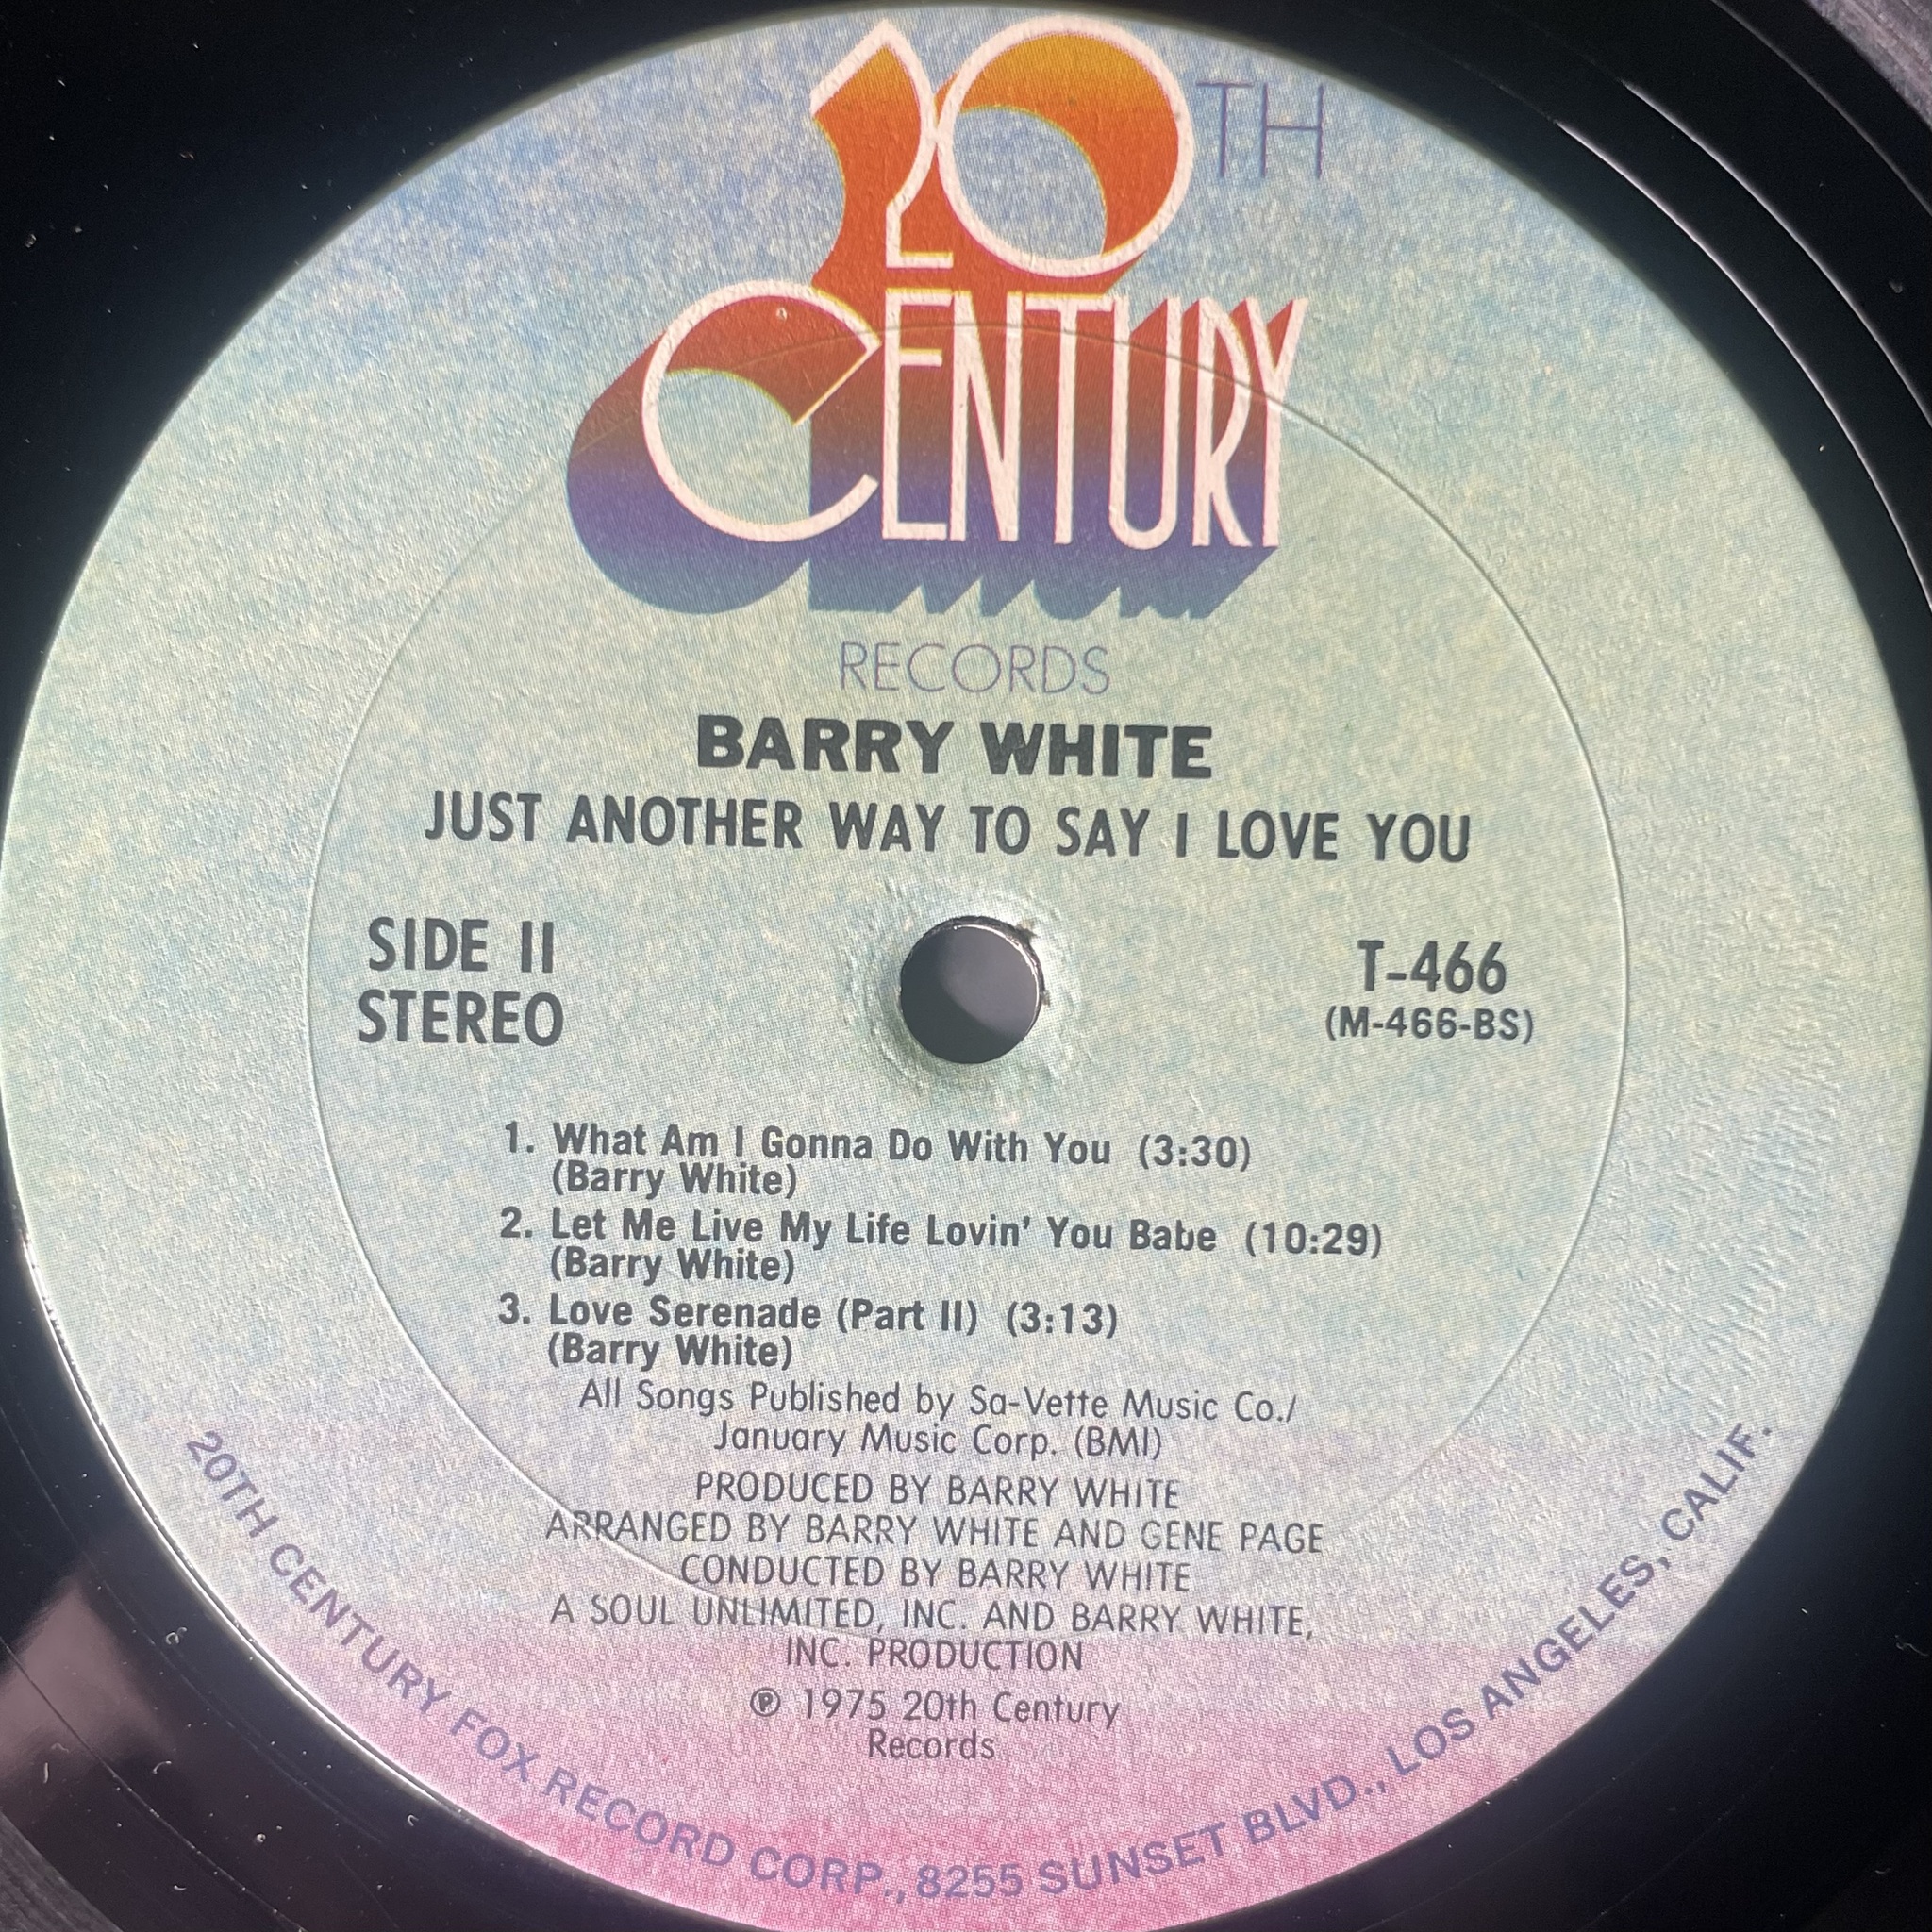 20TH
CENTURY
RECORDS
BARRY WHITE
JUST ANOTHER WAY TO SAY I LOVE YOU
SIDE II
STEREO
T-466
(M-466-BS)
1. What Am I Gonna Do With You (3:30)
(Barry White)
2. Let Me Live My Life Lovin' You Babe (10:29)
(Barry White)
3. Love Serenade (Part II) (3:13)
(Barry White)
All Songs Published by Sa-Vette Music Co./
January Music Corp. (BMI)
PRODUCED BY BARRY WHITE
ARRANGED BY BARRY WHITE AND GENE PAGE
CONDUCTED BY BARRY WHITE
A SOUL UNLIMITED, INC. AND BARRY WHITE,
INC. PRODUCTION
℗ 1975 20th Century
Records
20TH CENTURY FOX RECORD CORP., 8255 SUNSET BLVD., LOS ANGELES, CALIF.